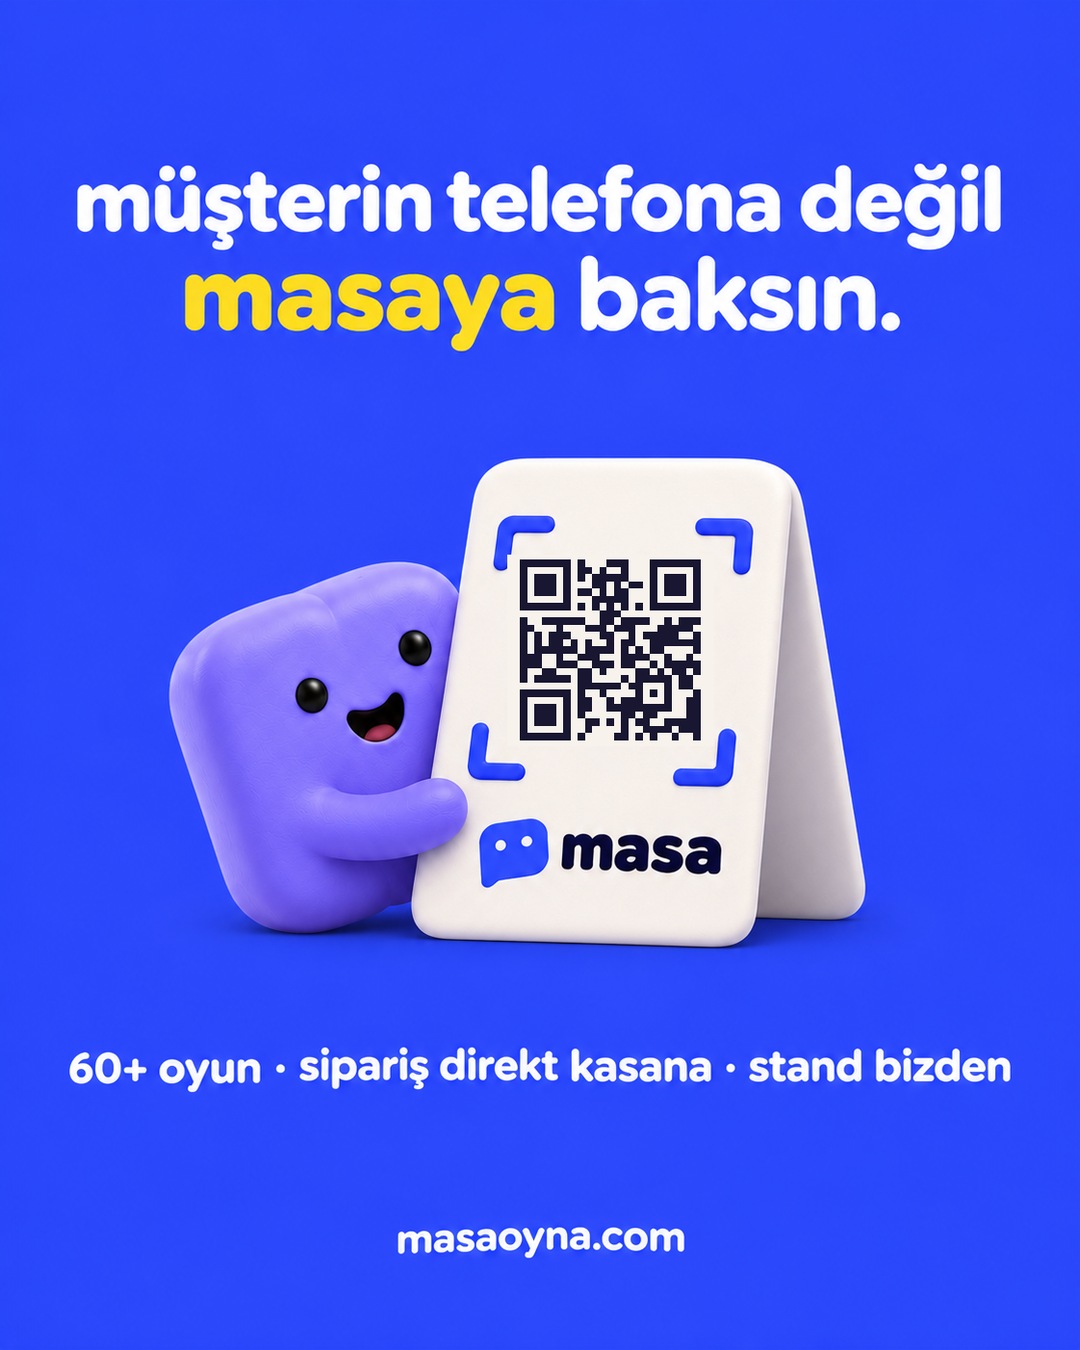 müşterin telefona değil
masaya baksın.
masa
60+ oyun · sipariş direkt kasana · stand bizden
masaoyna.com